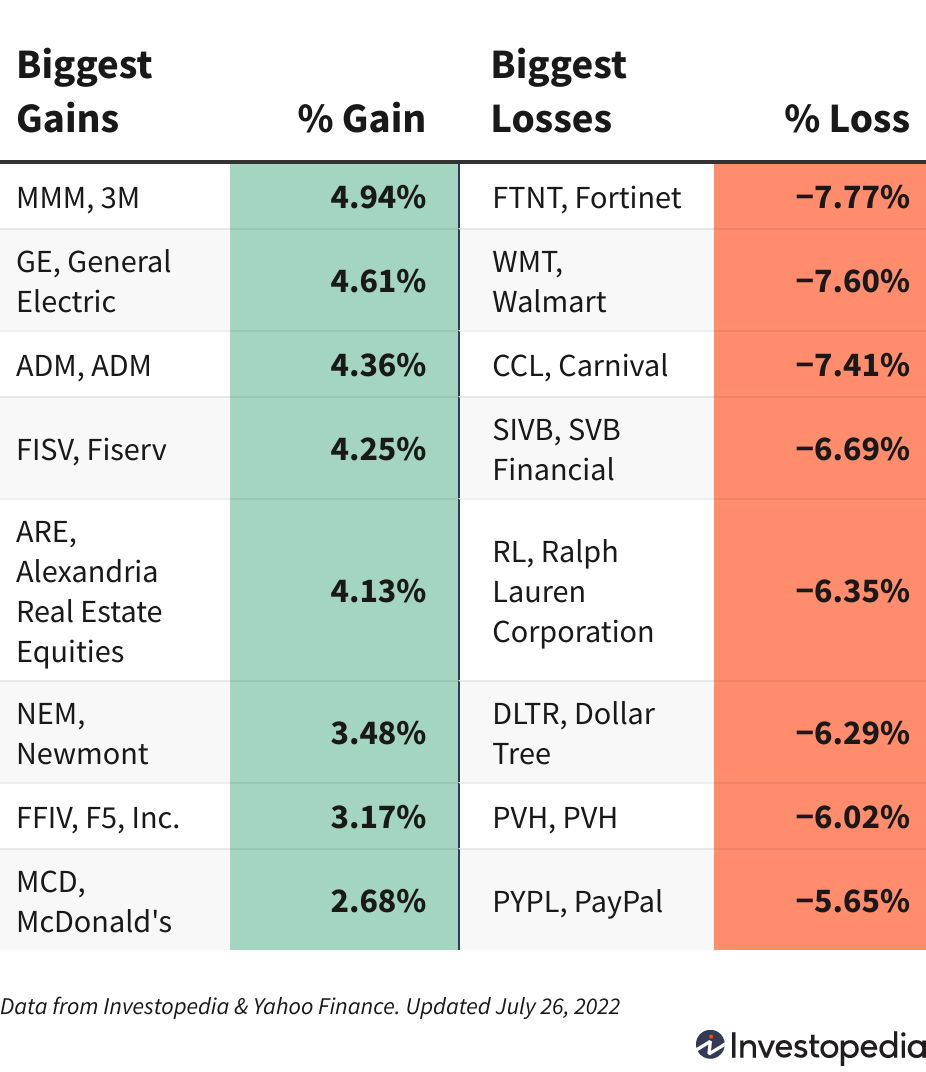 Biggest Gains % Gain Biggest Losses % Loss
MMM, 3M 4.94% FTNT, Fortinet −7.77%
GE, General Electric 4.61% WMT, Walmart −7.60%
ADM, ADM 4.36% CCL, Carnival −7.41%
FISV, Fiserv 4.25% SIVB, SVB Financial −6.69%
ARE, Alexandria Real Estate Equities 4.13% RL, Ralph Lauren Corporation −6.35%
NEM, Newmont 3.48% DLTR, Dollar Tree −6.29%
FFIV, F5, Inc. 3.17% PVH, PVH −6.02%
MCD, McDonald's 2.68% PYPL, PayPal −5.65%
Data from Investopedia & Yahoo Finance. Updated July 26, 2022
Investopedia